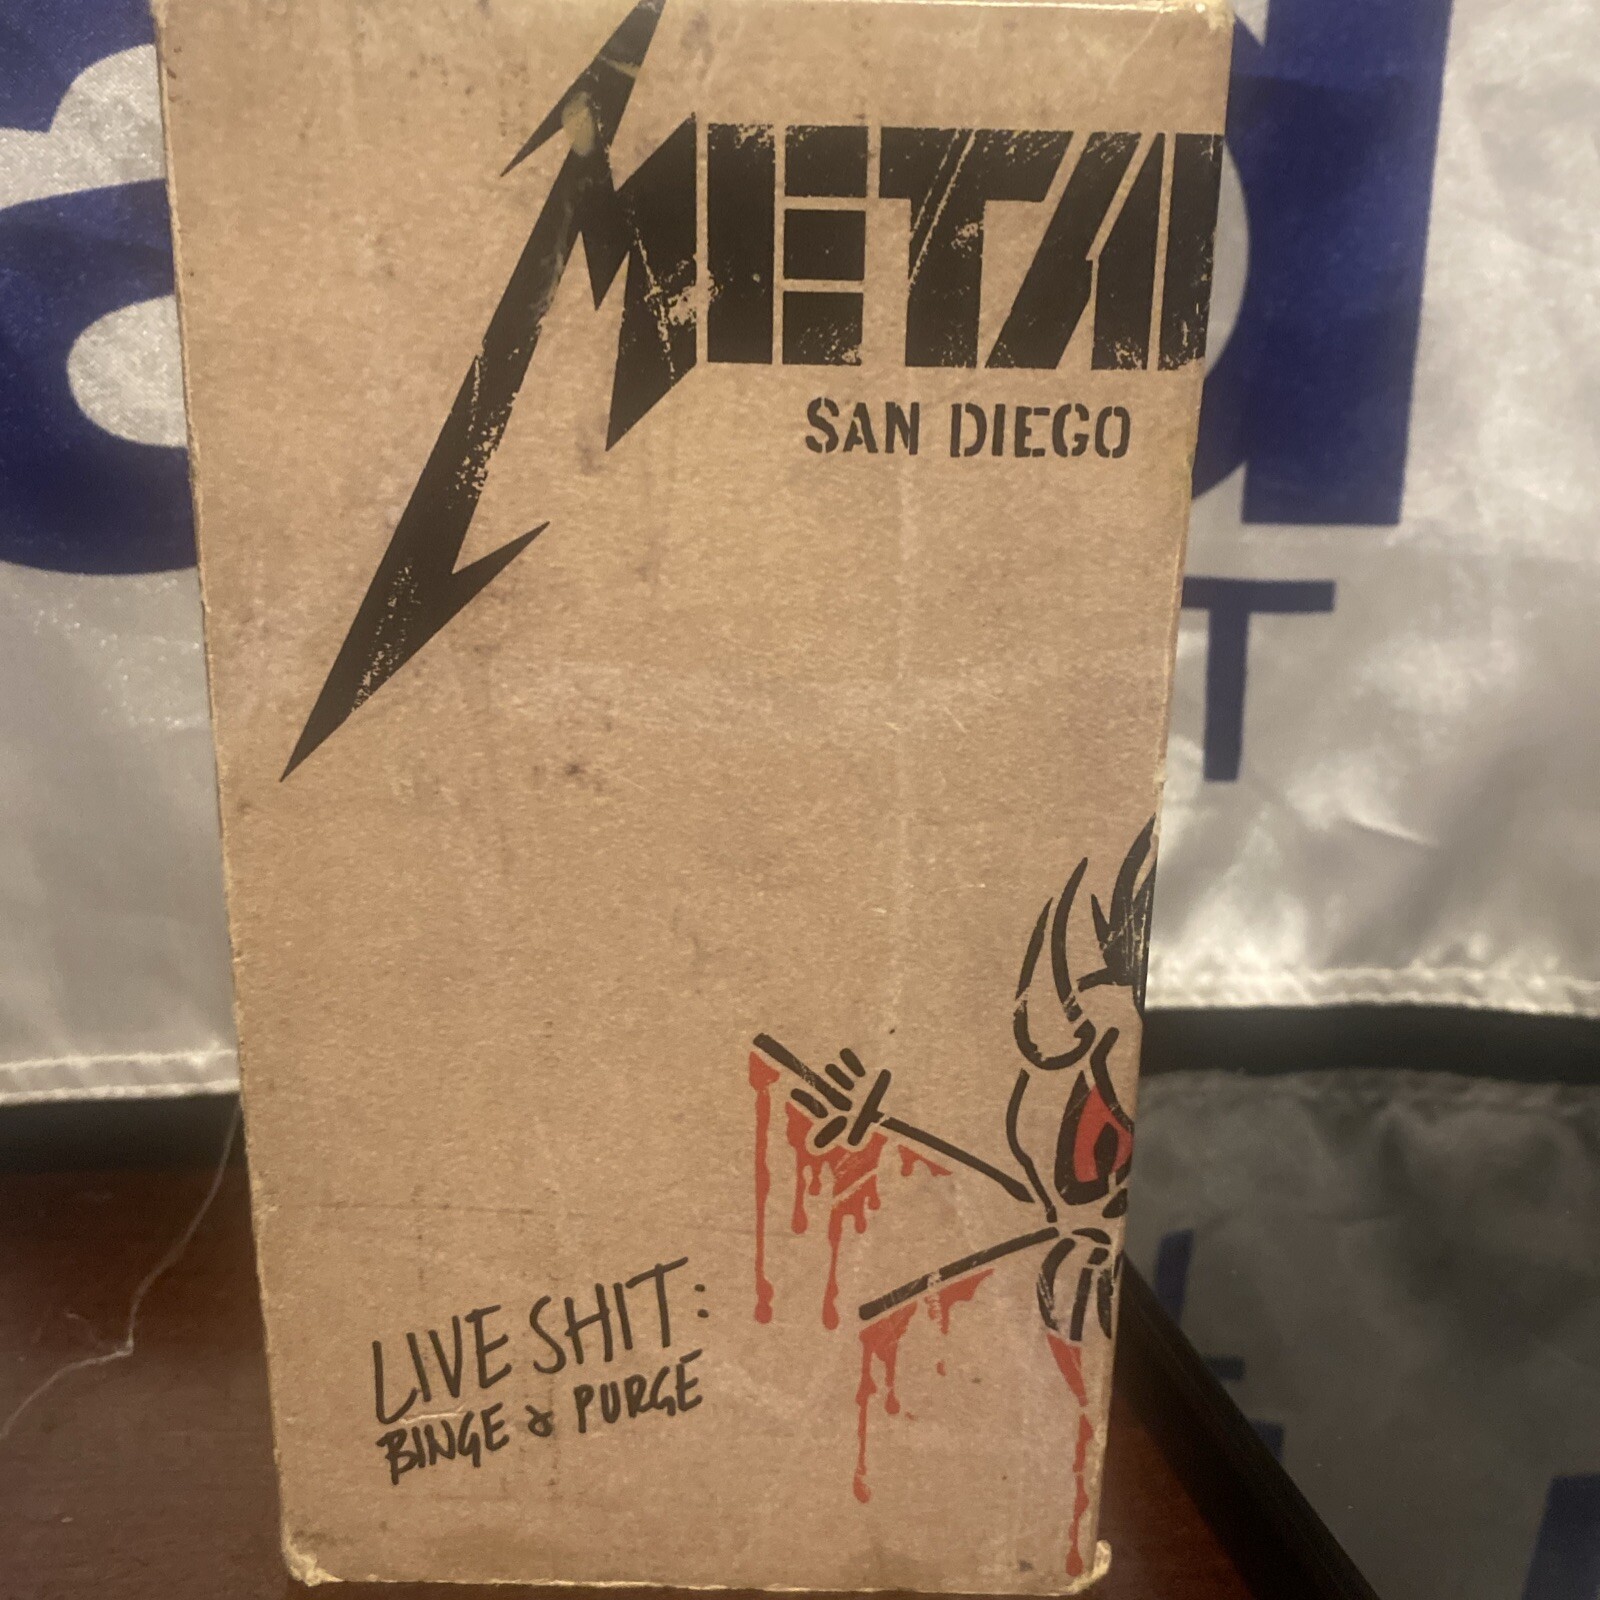 METAL
SAN DIEGO
T
LIVE SHIT:
BINGE & PURGE